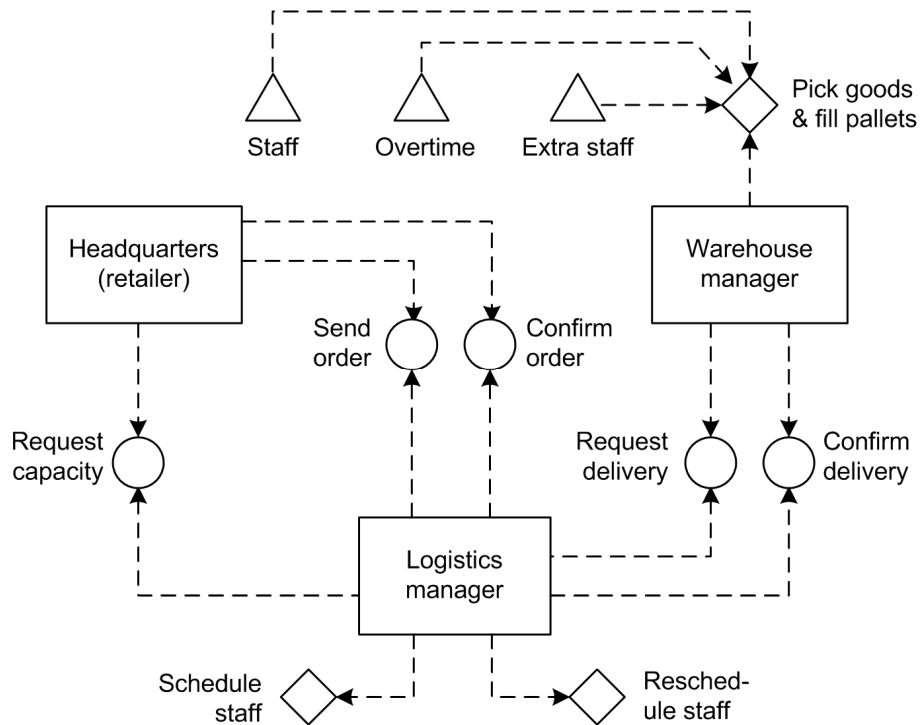 Pick goods
& fill pallets
Staff
Overtime
Extra staff
Headquarters
(retailer)
Warehouse
manager
Send
order
Confirm
order
Request
capacity
Request
delivery
Confirm
delivery
Logistics
manager
Schedule
staff
Resched-
ule staff